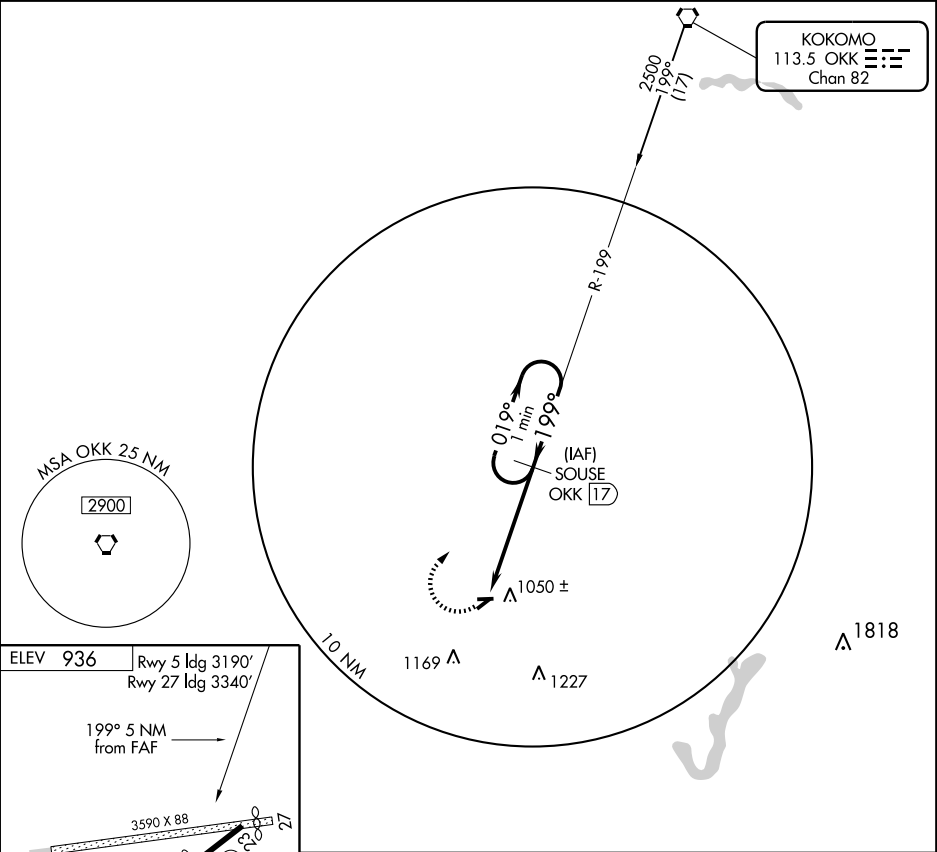 KOKOMO
113.5 OKK
Chan 82
2500
199°
(17)
R-199
019°
1 min
199°
(IAF)
SOUSE
OKK 17
MSA OKK 25 NM
2900
1050 ±
1818
1169
1227
10 NM
ELEV 936
Rwy 5 ldg 3190'
Rwy 27 ldg 3340'
199° 5 NM
from FAF
3590 X 88
27
23